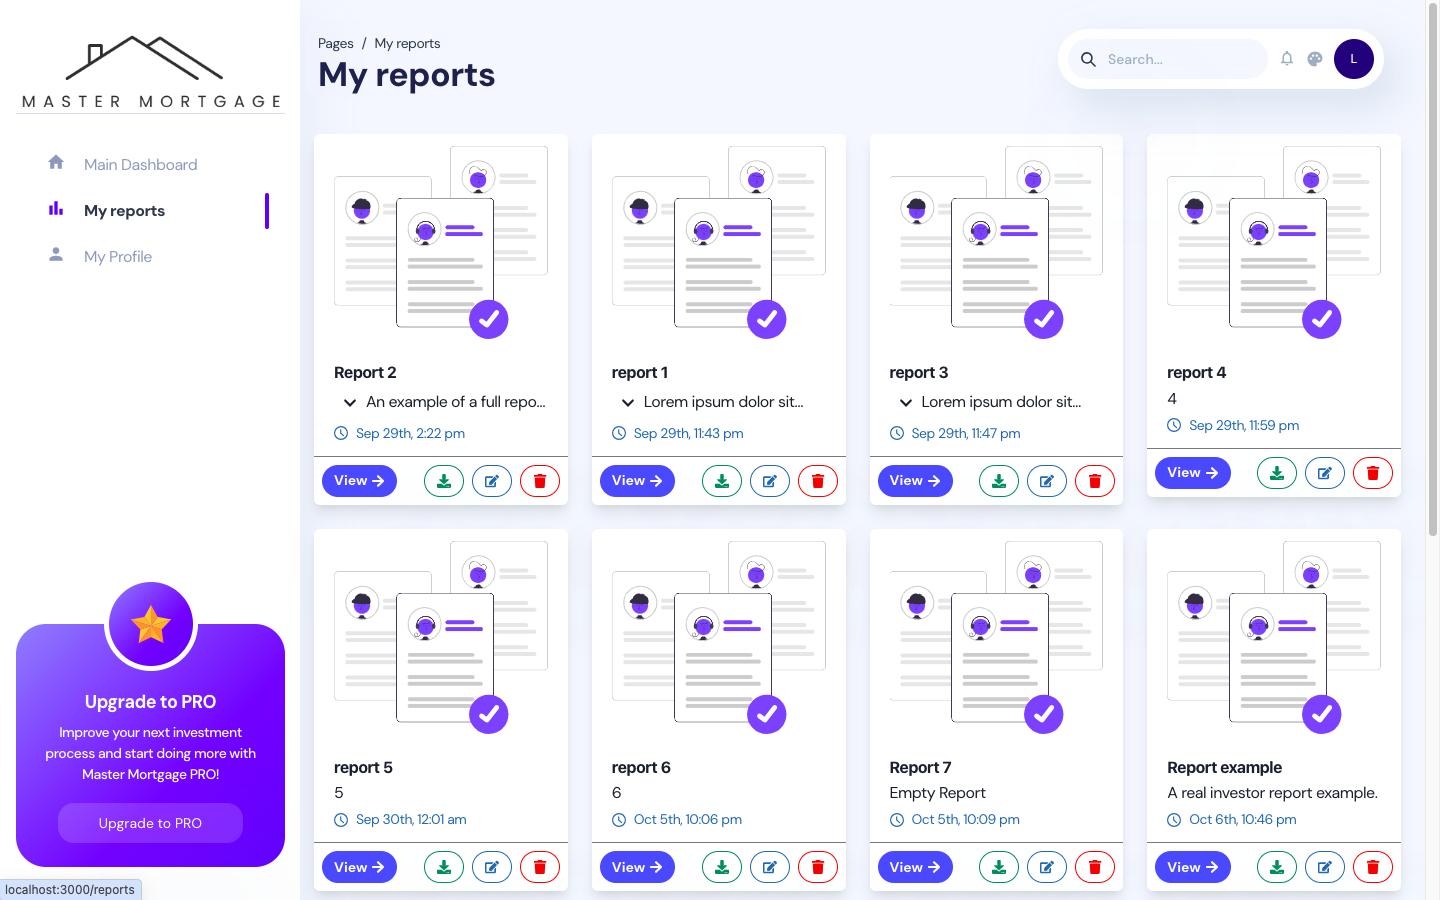 MASTER MORTGAGE
Main Dashboard
My reports
My Profile
Upgrade to PRO
Improve your next investment
process and start doing more with
Master Mortgage PRO!
Upgrade to PRO
localhost:3000/reports
Pages / My reports
My reports
Search...
L
Report 2
An example of a full repo...
Sep 29th, 2:22 pm
View
report 1
Lorem ipsum dolor sit...
Sep 29th, 11:43 pm
View
report 3
Lorem ipsum dolor sit...
Sep 29th, 11:47 pm
View
report 4
4
Sep 29th, 11:59 pm
View
report 5
5
Sep 30th, 12:01 am
View
report 6
6
Oct 5th, 10:06 pm
View
Report 7
Empty Report
Oct 5th, 10:09 pm
View
Report example
A real investor report example.
Oct 6th, 10:46 pm
View